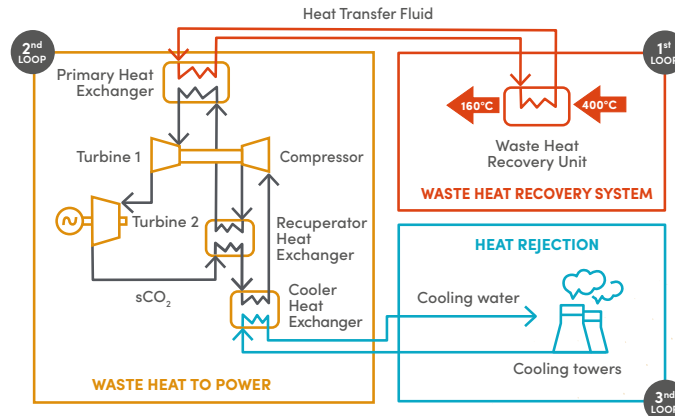 Heat Transfer Fluid
2nd
LOOP
1st
LOOP
Primary Heat
Exchanger
160°C
400°C
Waste Heat
Recovery Unit
Turbine 1
Compressor
WASTE HEAT RECOVERY SYSTEM
Turbine 2
Recuperator
Heat
Exchanger
HEAT REJECTION
sCO₂
Cooler
Heat
Exchanger
Cooling water
Cooling towers
WASTE HEAT TO POWER
3nd
LOOP